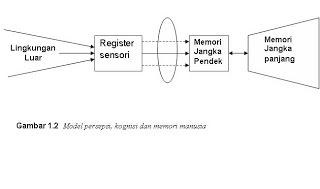 Lingkungan
Luar
Register
sensori
Memori
Jangka
Pendek
Memori
Jangka
panjang
Gambar 1.2 Model persepsi, kognisi dan memori manusia